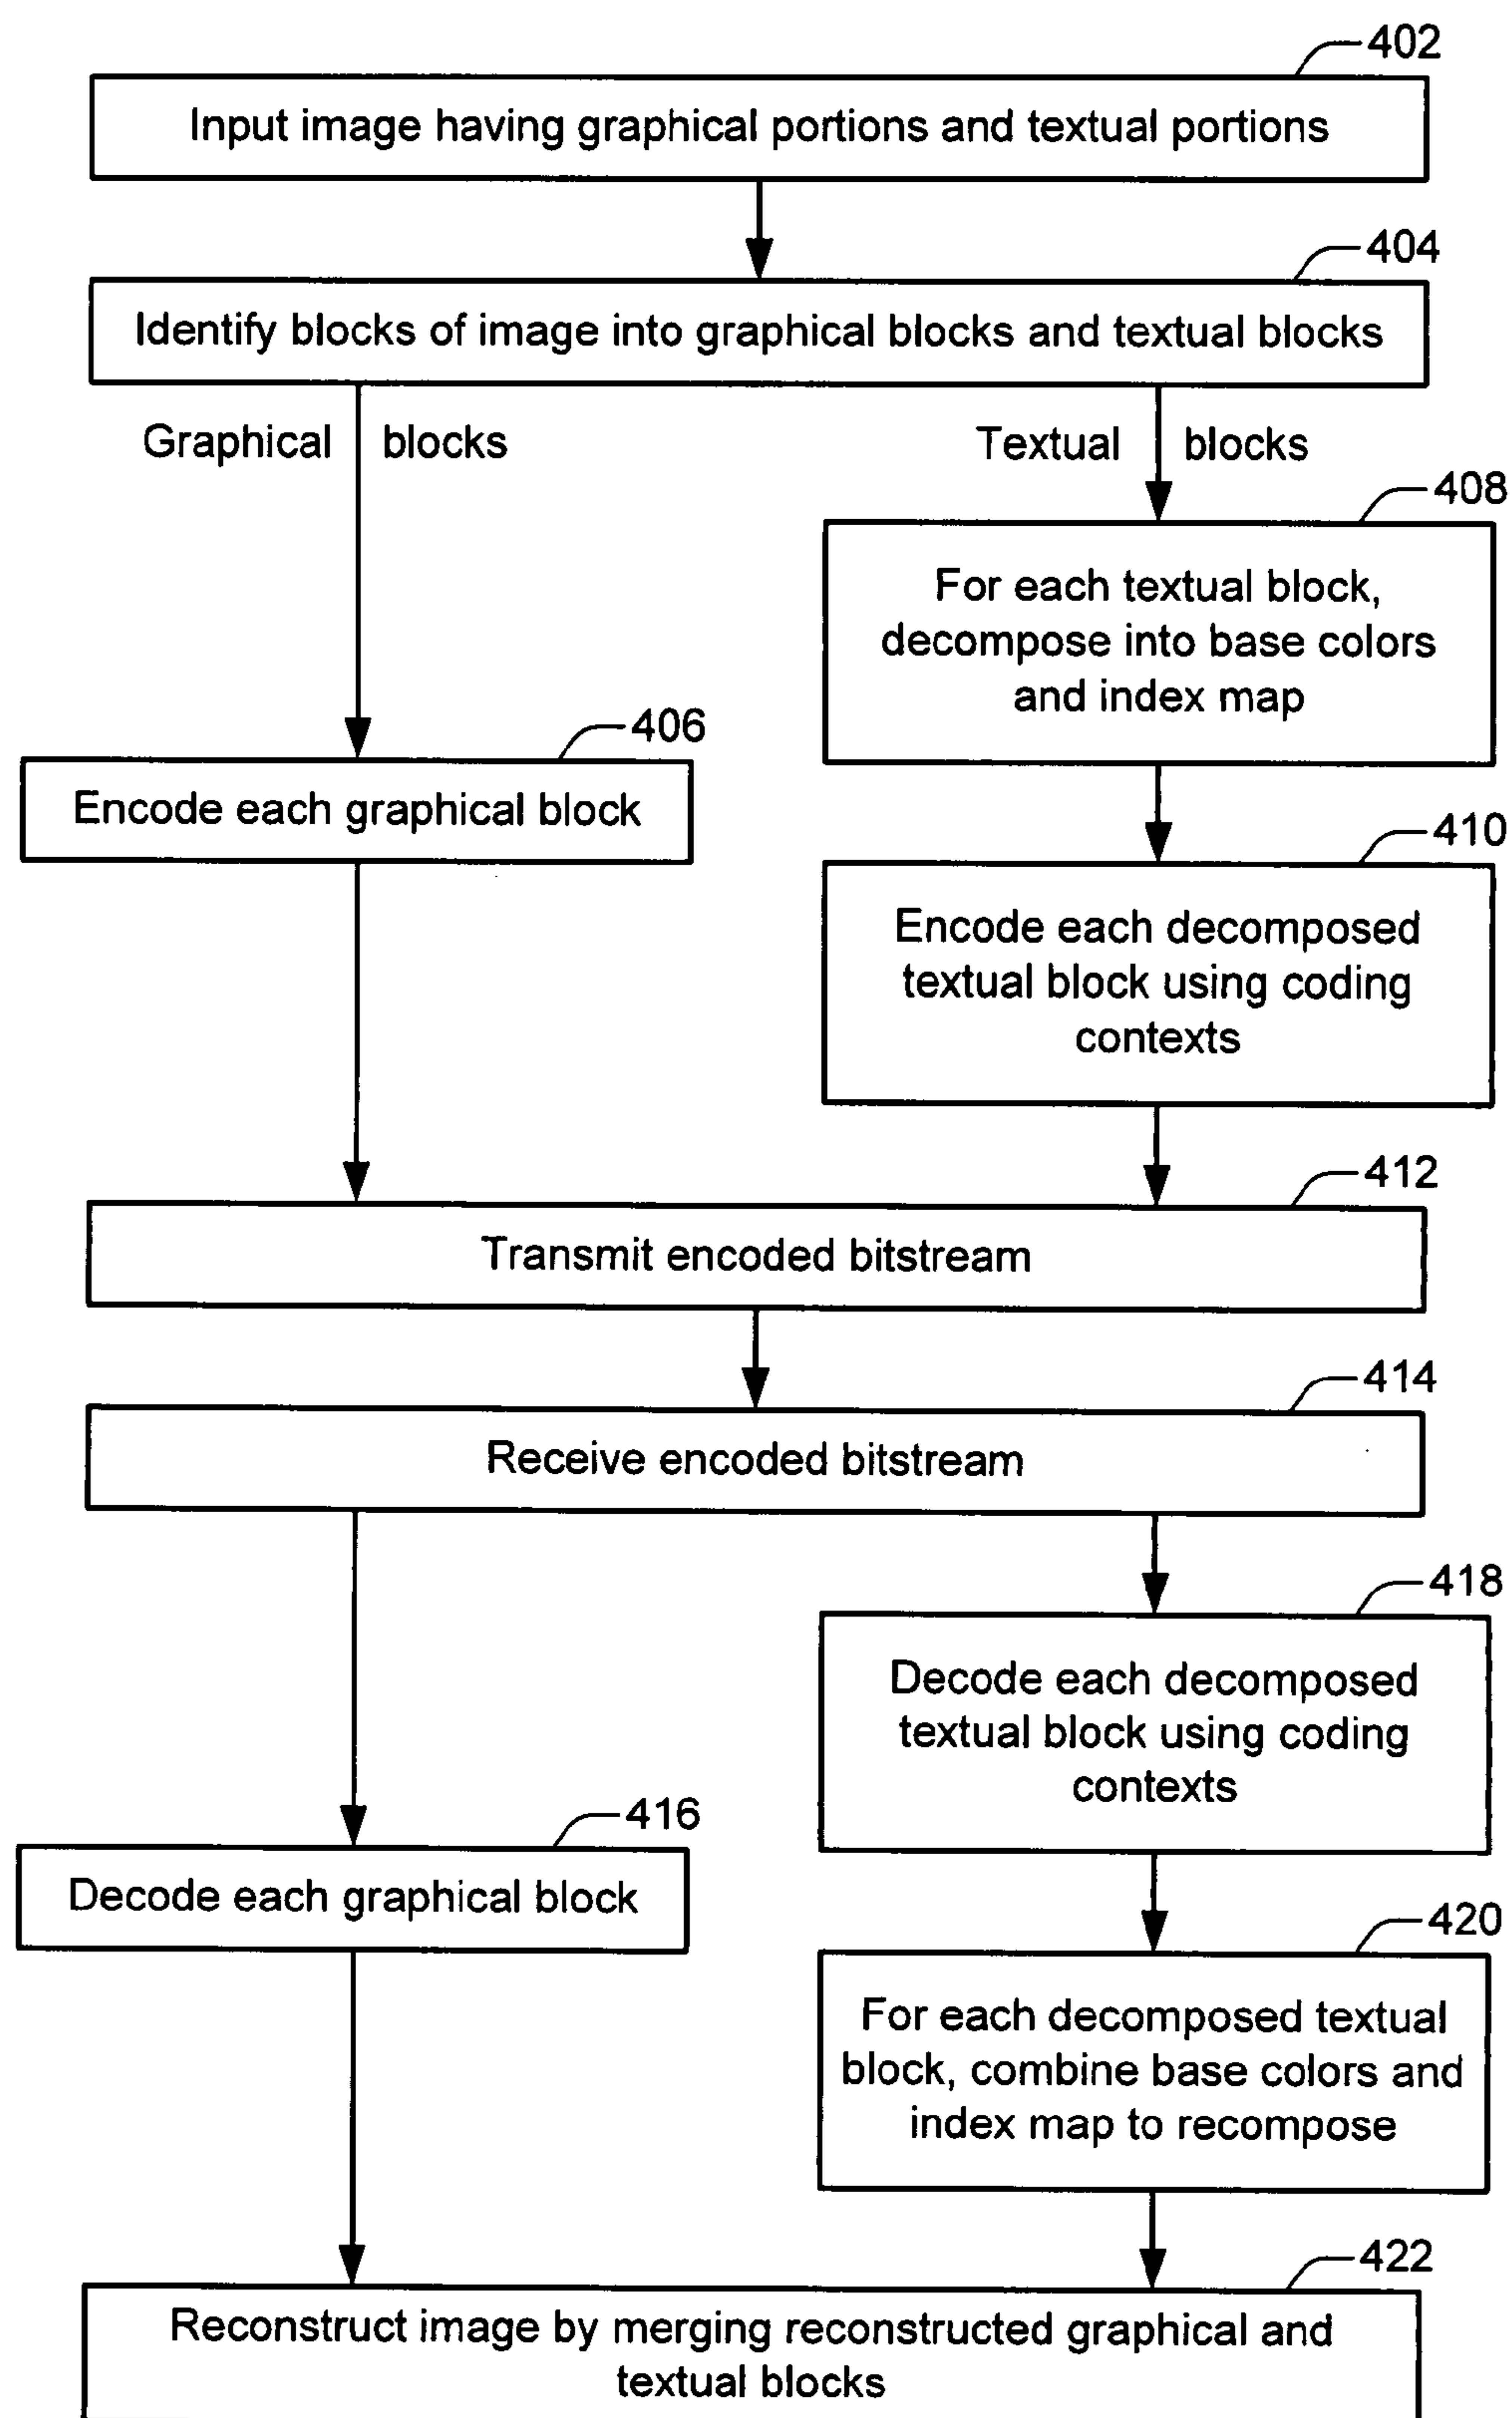 402
Input image having graphical portions and textual portions
404
Identify blocks of image into graphical blocks and textual blocks
Graphical blocks
Textual blocks
408
For each textual block,
decompose into base colors
and index map
406
Encode each graphical block
410
Encode each decomposed
textual block using coding
contexts
412
Transmit encoded bitstream
414
Receive encoded bitstream
418
Decode each decomposed
textual block using coding
contexts
416
Decode each graphical block
420
For each decomposed textual
block, combine base colors and
index map to recompose
422
Reconstruct image by merging reconstructed graphical and
textual blocks